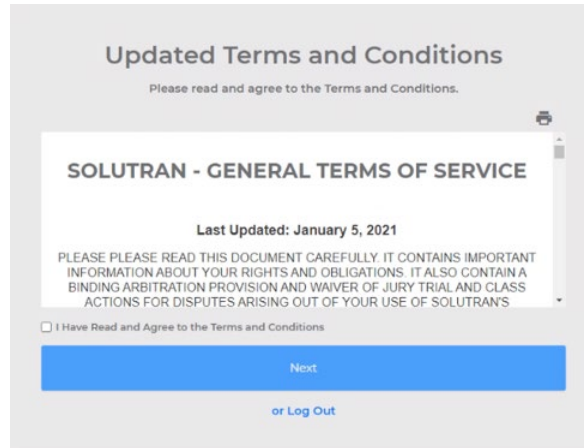 Updated Terms and Conditions
Please read and agree to the Terms and Conditions.
SOLUTRAN - GENERAL TERMS OF SERVICE
Last Updated: January 5, 2021
PLEASE PLEASE READ THIS DOCUMENT CAREFULLY. IT CONTAINS IMPORTANT
INFORMATION ABOUT YOUR RIGHTS AND OBLIGATIONS. IT ALSO CONTAIN A
BINDING ARBITRATION PROVISION AND WAIVER OF JURY TRIAL AND CLASS
ACTIONS FOR DISPUTES ARISING OUT OF YOUR USE OF SOLUTRAN'S
I Have Read and Agree to the Terms and Conditions
Next
or Log Out